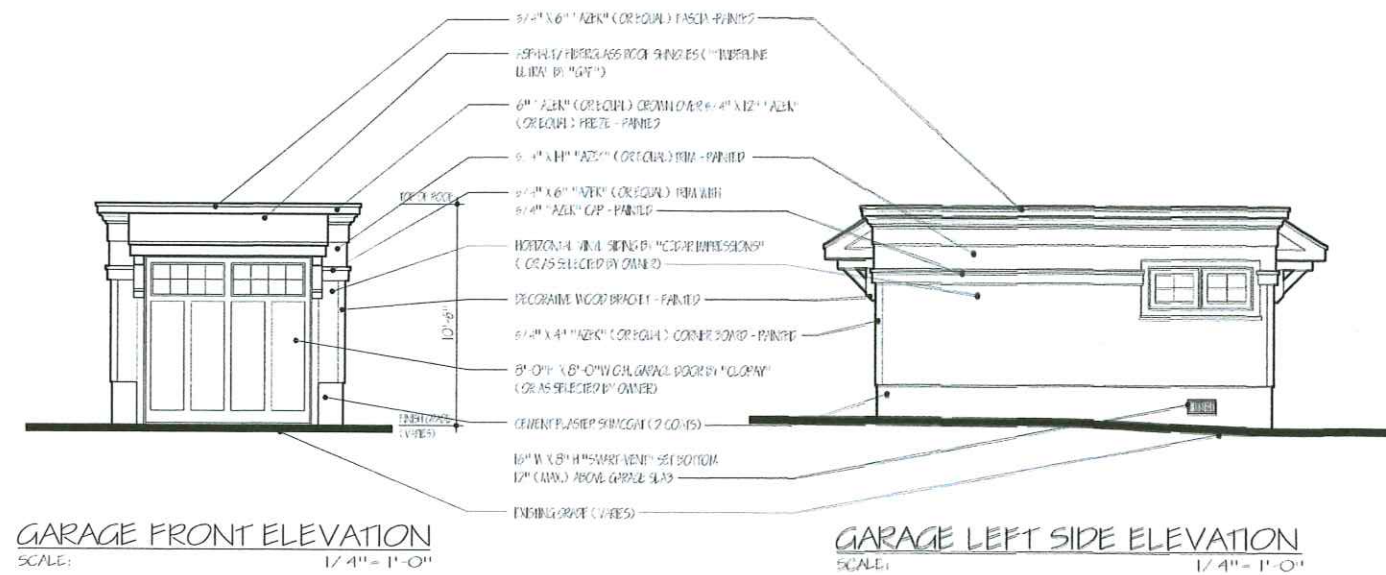 5/4" X 6" "AZEK" (OR EQUAL) FASCIA - PAINTED
ASPHALT/FIBERGLASS ROOF SHINGLES ("TIMBERLINE
ULTRA" BY "GAF")
6" "AZEK" (OR EQUAL) CROWN OVER 5/4" X 12" "AZEK"
(OR EQUAL) FRIEZE - PAINTED
"AZEK" (OR EQUAL) TRIM - PAINTED
5/4" X 6" "AZEK" (OR EQUAL) TRIM WITH
5/4" "AZEK" CAP - PAINTED
TOP OF ROOF
HORIZONTAL VINYL SIDING BY "CEDAR IMPRESSIONS"
(OR AS SELECTED BY OWNER)
DECORATIVE WOOD BRACKET - PAINTED
10'-6"
5/4" X 4" "AZEK" (OR EQUAL) CORNER BOARD - PAINTED
8'-0"H X 8'-0"W O.H. GARAGE DOOR BY "CLOPAY"
(OR AS SELECTED BY OWNER)
FINISH GRADE
(VARIES)
CEMENT PLASTER SKIMCOAT (2 COATS)
16" W X 8" H "SMART-VENT" SET BOTTOM
12" (MAX.) ABOVE GARAGE SLAB
FINISHING GRADE (VARIES)
GARAGE FRONT ELEVATION
SCALE: 1/4" = 1'-0"
GARAGE LEFT SIDE ELEVATION
SCALE: 1/4" = 1'-0"